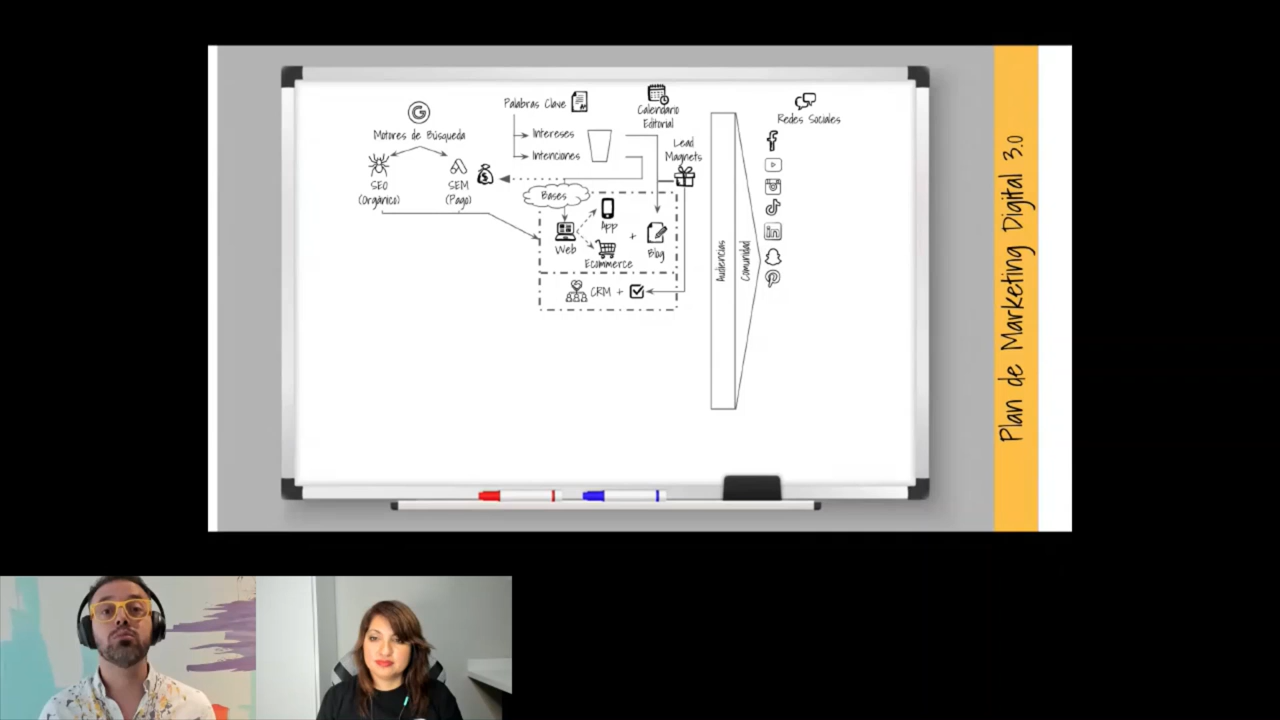 Motores de Búsqueda
SEO
(Orgánico)
SEM
(Pago)
Palabras Clave
Intereses
Intenciones
Calendario
Editorial
Lead
Magnets
Bases
Web
App
Ecommerce
+
Blog
CRM +
Audiencias
Comunidad
Redes Sociales
Plan de Marketing Digital 3.0